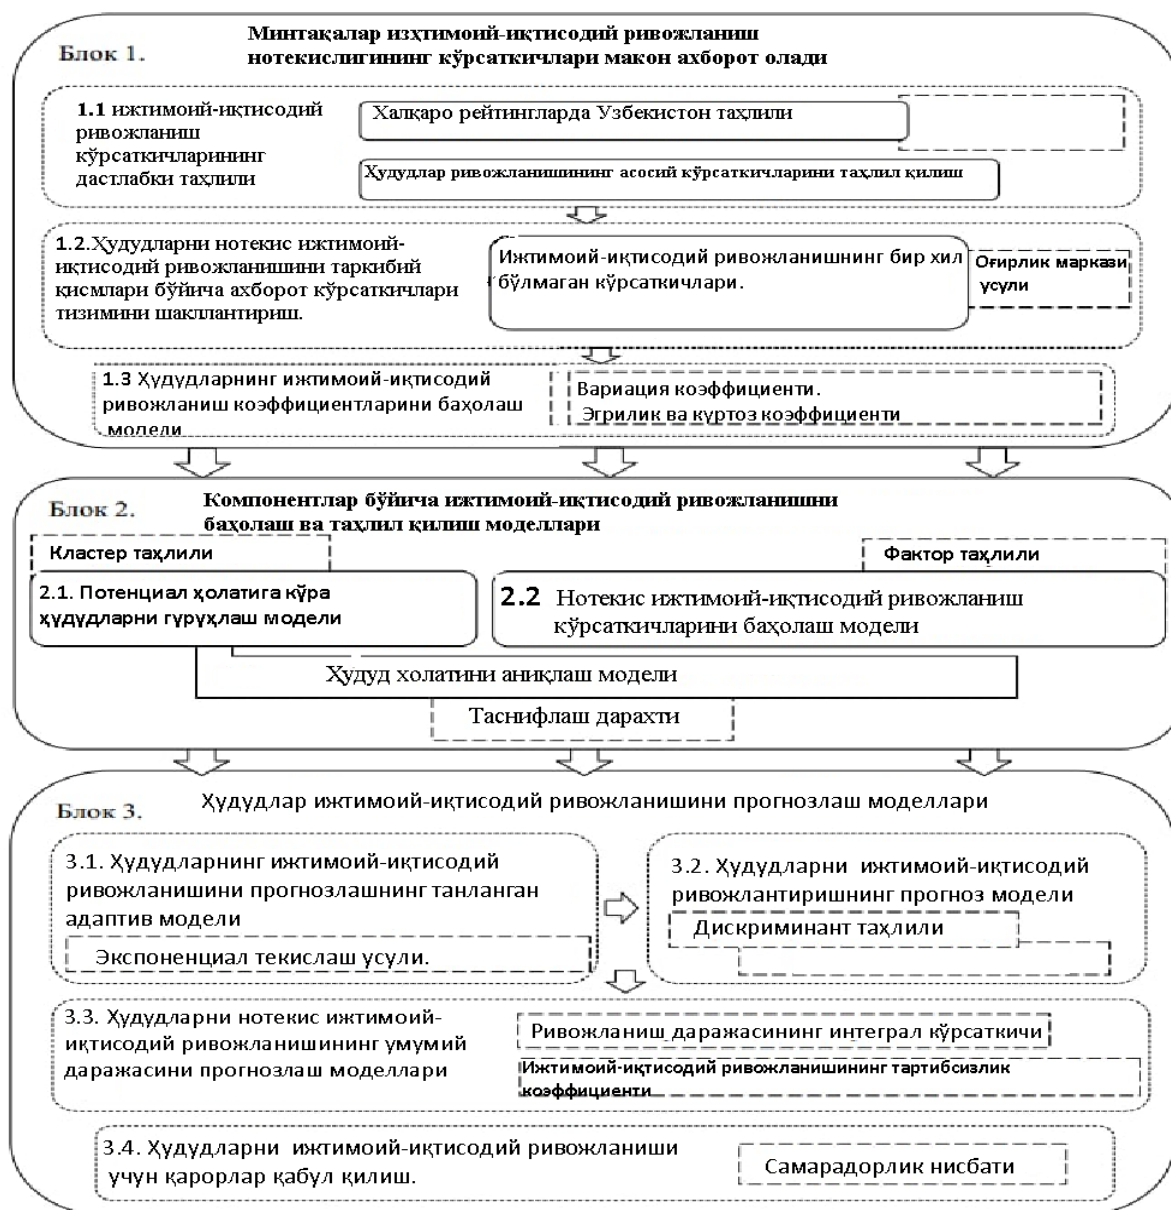 Блок 1.
Минтақалар изҳтимоий-иқтисодий ривожланиш
нотекислигининг кўрсаткичлари макон ахборот олади
1.1 ижтимоий-иқтисодий
ривожланиш
кўрсаткичларининг
дастлабки таҳлили
Халқаро рейтингларда Узбекистон таҳлили
Ҳудудлар ривожланишининг асосий кўрсаткичларини таҳлил қилиш
1.2.Ҳудудларни нотекис ижтимоий-
иқтисодий ривожланишини таркибий
қисмлари бўйича ахборот кўрсаткичлари
тизимини шакллантириш.
Ижтимоий-иқтисодий ривожланишнинг бир хил
бўлмаган кўрсаткичлари.
Оғирлик маркази
усули
1.3 Ҳудудларнинг ижтимоий-иқтисодий
ривожланиш коэффициентларини баҳолаш
модели
Вариация коэффициенти.
Эгрилик ва куртоз коэффициенти
Блок 2.
Компонентлар бўйича ижтимоий-иқтисодий ривожланишни
баҳолаш ва таҳлил қилиш моделлари
Кластер таҳлили
Фактор таҳлили
2.1. Потенциал ҳолатига кўра
ҳудудларни гуруҳлаш модели
2.2 Нотекис ижтимоий-иқтисодий ривожланиш
кўрсаткичларини баҳолаш модели
Ҳудуд холатини аниқлаш модели
Таснифлаш дарахти
Блок 3.
Ҳудудлар ижтимоий-иқтисодий ривожланишини прогнозлаш моделлари
3.1. Ҳудудларнинг ижтимоий-иқтисодий
ривожланишини прогнозлашнинг танланган
адаптив модели
Экспоненциал текислаш усули.
3.2. Ҳудудларни ижтимоий-иқтисодий
ривожлантиришнинг прогноз модели
Дискриминант таҳлили
3.3. Ҳудудларни нотекис ижтимоий-
иқтисодий ривожланишининг умумий
даражасини прогнозлаш моделлари
Ривожланиш даражасининг интеграл кўрсаткичи
Ижтимоий-иқтисодий ривожланишининг тартибсизлик
коэффициенти
3.4. Ҳудудларни ижтимоий-иқтисодий ривожланиши
учун қарорлар қабул қилиш.
Самарадорлик нисбати